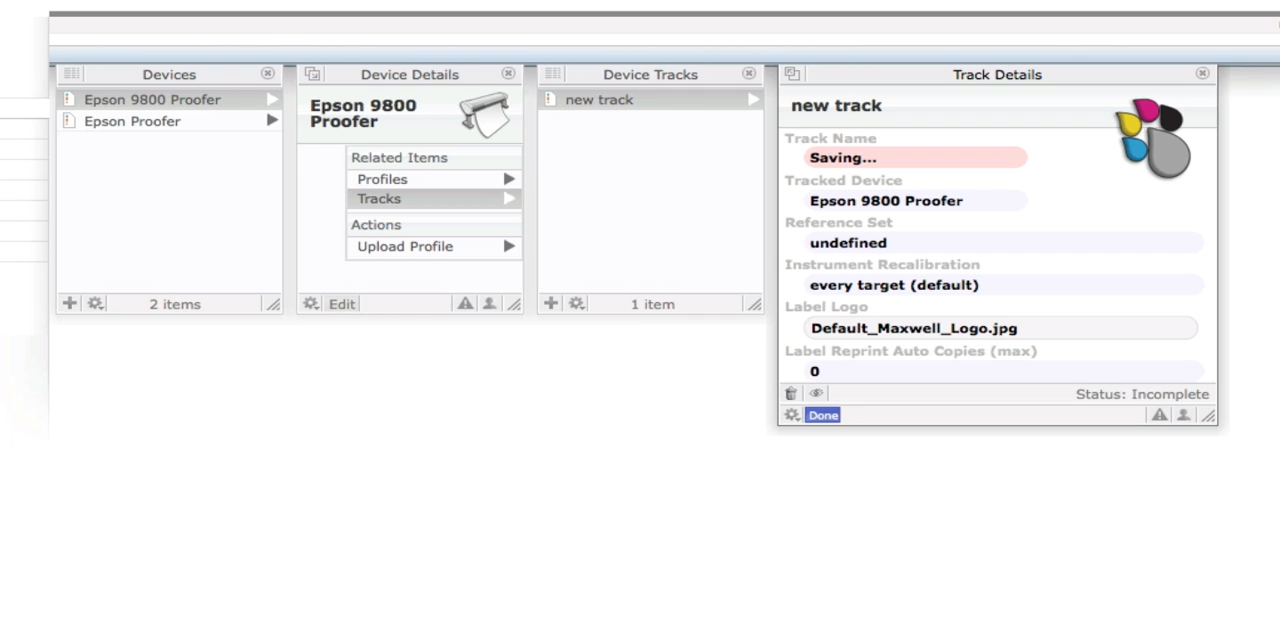 Devices
Epson 9800 Proofer
Epson Proofer
2 items
Device Details
Epson 9800
Proofer
Related Items
Profiles
Tracks
Actions
Upload Profile
Edit
Device Tracks
new track
1 item
Track Details
new track
Track Name
Saving...
Tracked Device
Epson 9800 Proofer
Reference Set
undefined
Instrument Recalibration
every target (default)
Label Logo
Default_Maxwell_Logo.jpg
Label Reprint Auto Copies (max)
0
Status: Incomplete
Done